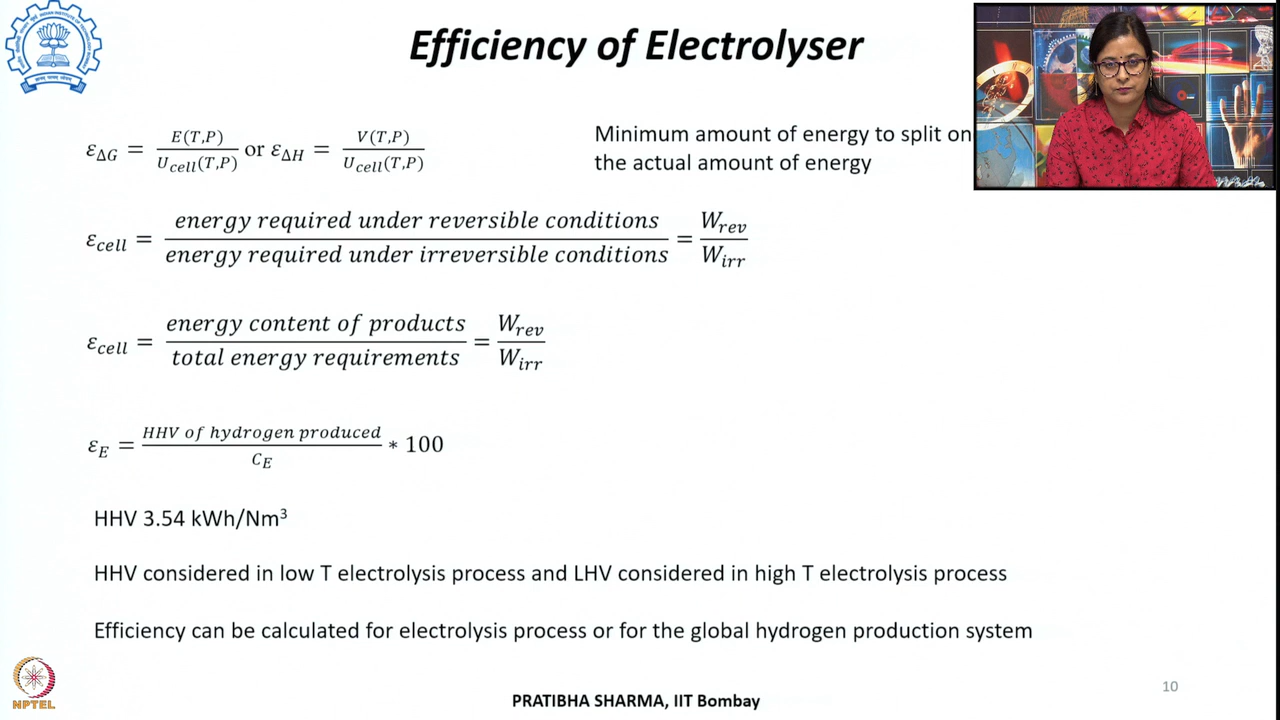 Efficiency of Electrolyser
ε_ΔG = E(T,P) / U_cell(T,P) or ε_ΔH = V(T,P) / U_cell(T,P)
Minimum amount of energy to split on
the actual amount of energy
ε_cell = energy required under reversible conditions / energy required under irreversible conditions = W_rev / W_irr
ε_cell = energy content of products / total energy requirements = W_rev / W_irr
ε_E = HHV of hydrogen produced / C_E * 100
HHV 3.54 kWh/Nm³
HHV considered in low T electrolysis process and LHV considered in high T electrolysis process
Efficiency can be calculated for electrolysis process or for the global hydrogen production system
NPTEL
PRATIBHA SHARMA, IIT Bombay
10